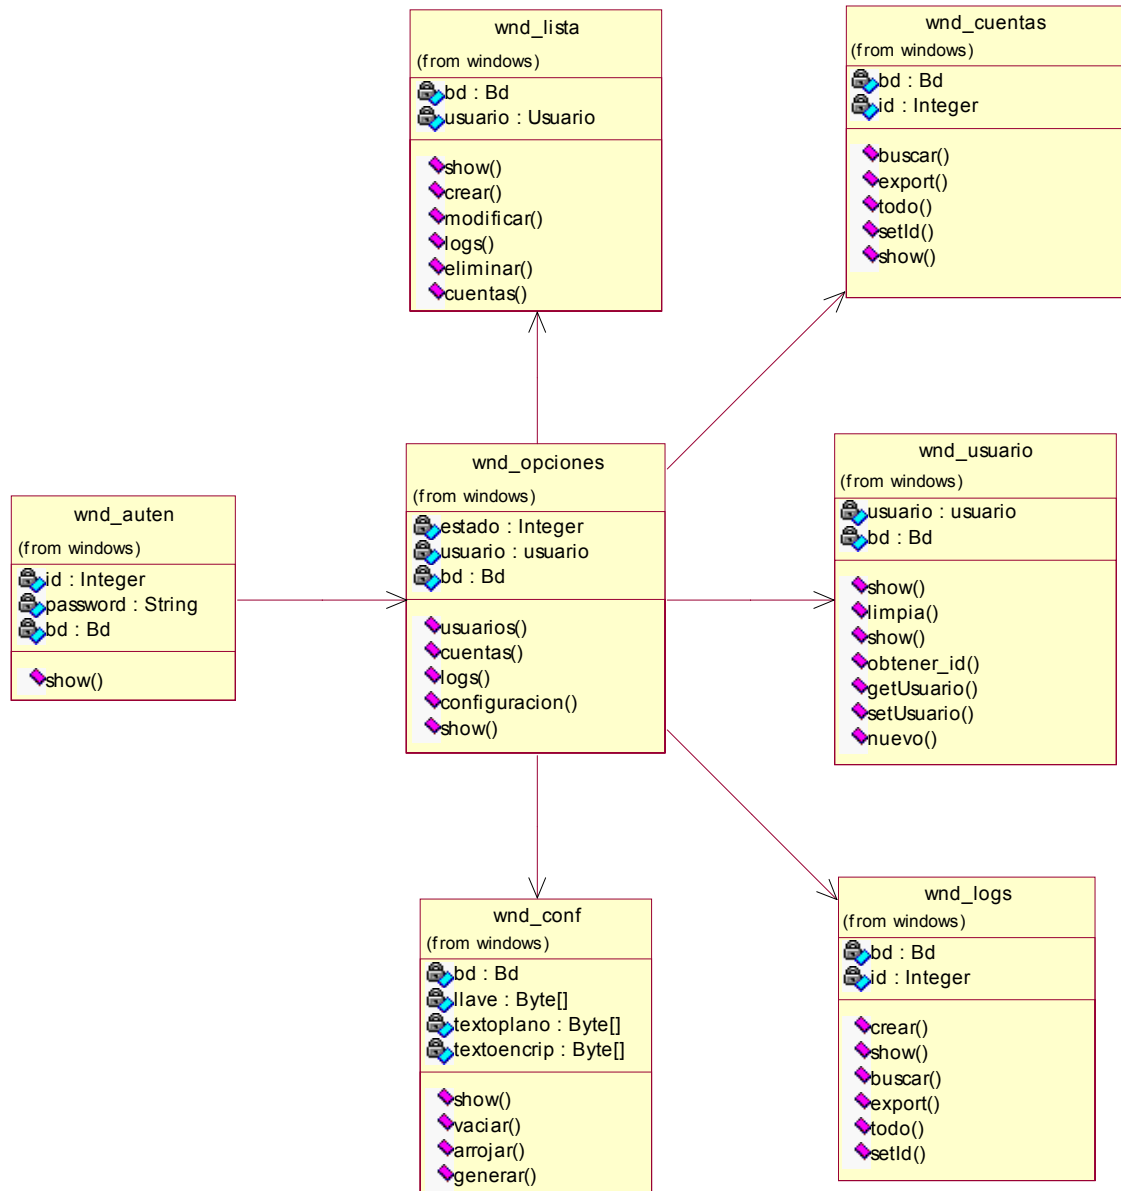 wnd_lista
(from windows)
bd : Bd
usuario : Usuario
show()
crear()
modificar()
logs()
eliminar()
cuentas()
wnd_cuentas
(from windows)
bd : Bd
id : Integer
buscar()
export()
todo()
setId()
show()
wnd_auten
(from windows)
id : Integer
password : String
bd : Bd
show()
wnd_opciones
(from windows)
estado : Integer
usuario : usuario
bd : Bd
usuarios()
cuentas()
logs()
configuracion()
show()
wnd_usuario
(from windows)
usuario : usuario
bd : Bd
show()
limpia()
show()
obtener_id()
getUsuario()
setUsuario()
nuevo()
wnd_conf
(from windows)
bd : Bd
llave : Byte[]
textoplano : Byte[]
textoencrip : Byte[]
show()
vaciar()
arrojar()
generar()
wnd_logs
(from windows)
bd : Bd
id : Integer
crear()
show()
buscar()
export()
todo()
setId()